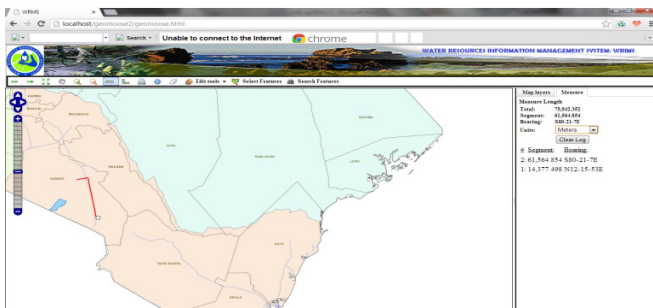 WRIMS
localhost/geomoose2/geomoose.html
Search
Unable to connect to the Internet
chrome
WATER RESOURCES INFORMATION MANAGEMENT SYSTEM: WRIMS
Edit tools
Select Features
Search Features
Map layers
Measure
Measure Length
Total: 75,942.352
Segment: 61,564.854
Bearing: S80-21-7E
Units: Meters
Clear Log
# Segment: Bearing:
2: 61,564.854 S80-21-7E
1: 14,377.498 N12-15-53E